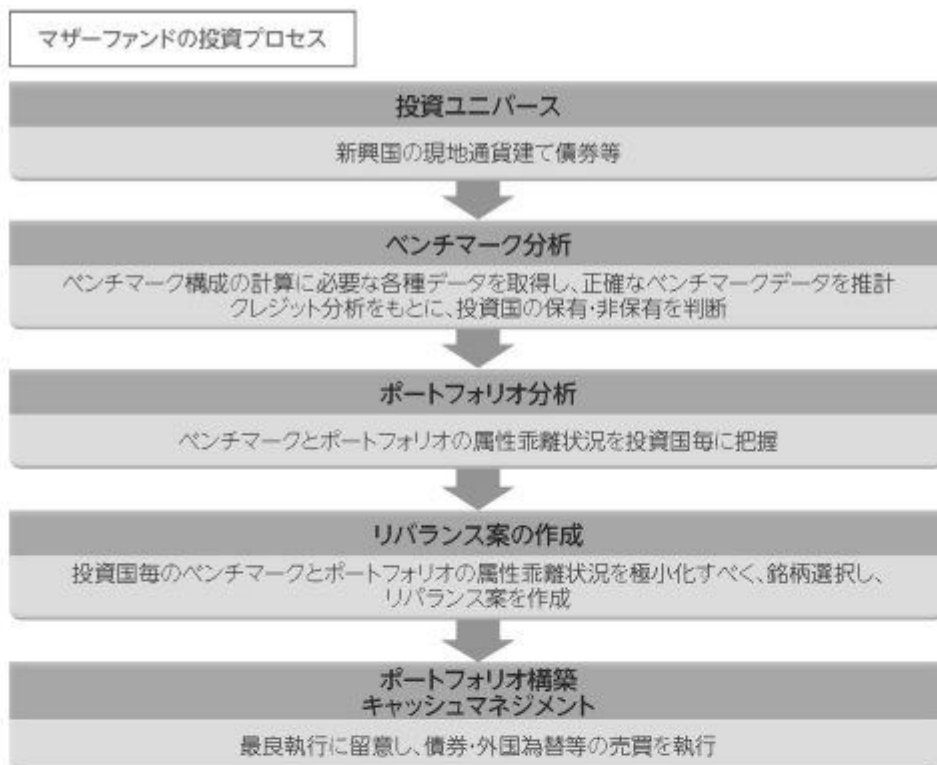 マザーファンドの投資プロセス
投資ユニバース
新興国の現地通貨建て債券等
ベンチマーク分析
ベンチマーク構成の計算に必要な各種データを取得し、正確なベンチマークデータを推計
クレジット分析をもとに、投資国の保有・非保有を判断
ポートフォリオ分析
ベンチマークとポートフォリオの属性乖離状況を投資国毎に把握
リバランス案の作成
投資国毎のベンチマークとポートフォリオの属性乖離状況を極小化すべく、銘柄選択し、
リバランス案を作成
ポートフォリオ構築
キャッシュマネジメント
最良執行に留意し、債券・外国為替等の売買を執行